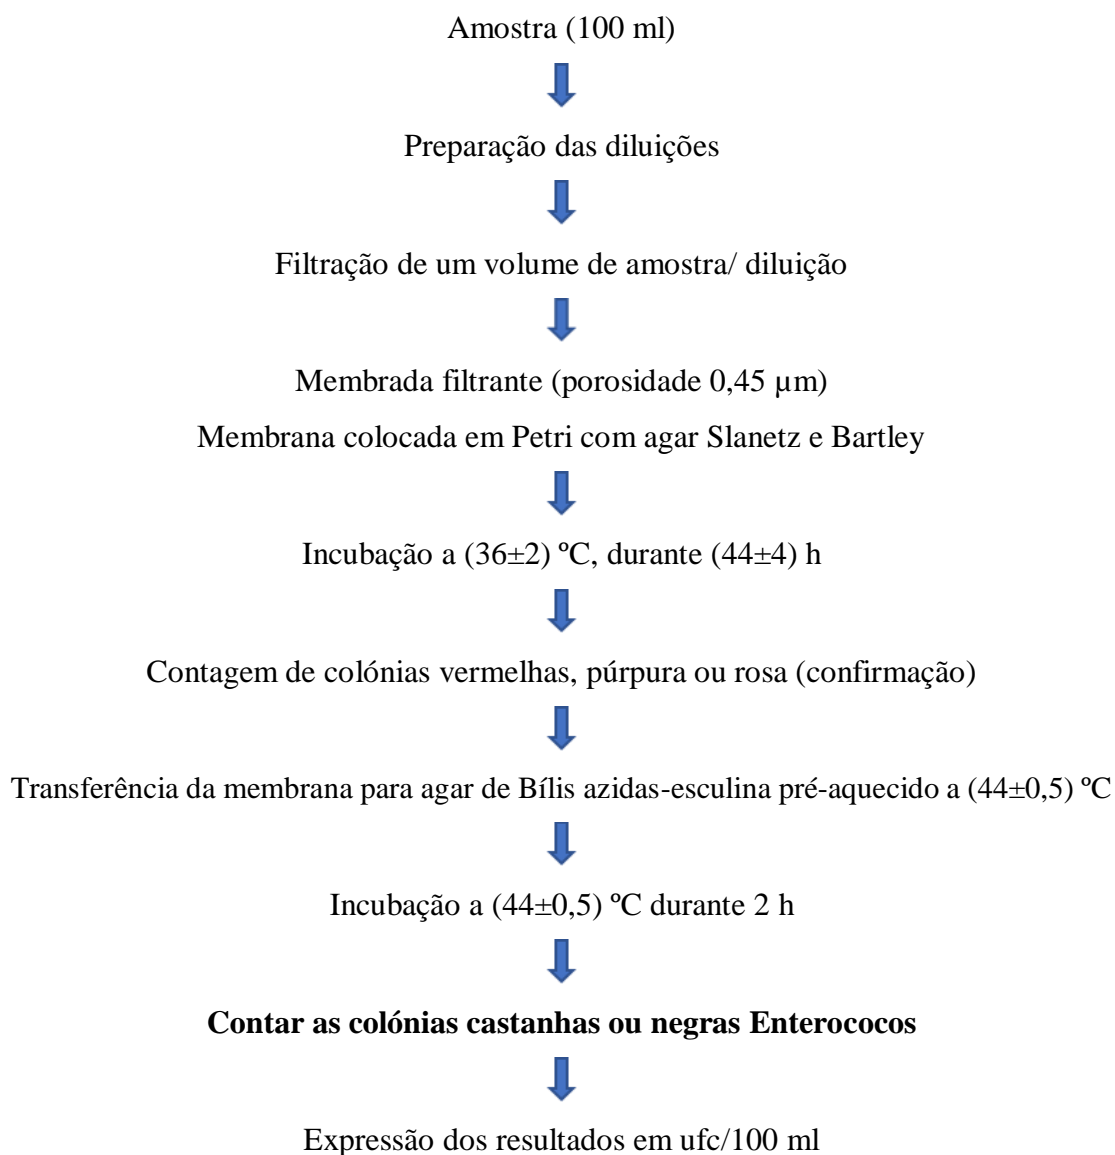 Amostra (100 ml)
Preparação das diluições
Filtração de um volume de amostra/ diluição
Membrada filtrante (porosidade 0,45 µm)
Membrana colocada em Petri com agar Slanetz e Bartley
Incubação a (36±2) ºC, durante (44±4) h
Contagem de colónias vermelhas, púrpura ou rosa (confirmação)
Transferência da membrana para agar de Bílis azidas-esculina pré-aquecido a (44±0,5) ºC
Incubação a (44±0,5) ºC durante 2 h
Contar as colónias castanhas ou negras Enterococos
Expressão dos resultados em ufc/100 ml